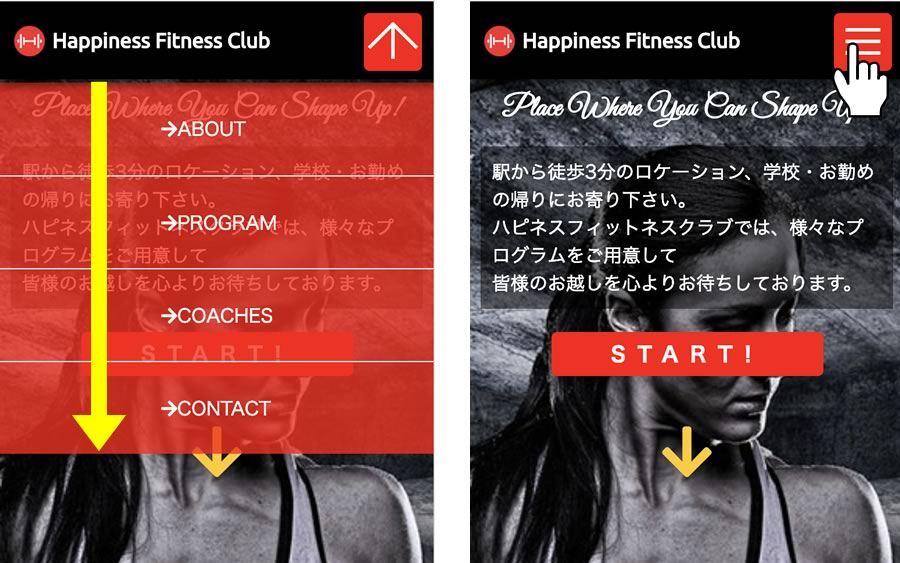 Happiness Fitness Club
Place Where You Can Shape Up!
→ABOUT
駅から徒歩3分のロケーション、学校・お勤め
の帰りにお寄り下さい。
→PROGRAM
ハピネスフィットネスクラブでは、様々なプ
ログラムをご用意して
皆様のお越しを心よりお待ちしております。
→COACHES
START!
→CONTACT
Happiness Fitness Club
Place Where You Can Shape Up!
駅から徒歩3分のロケーション、学校・お勤め
の帰りにお寄り下さい。
ハピネスフィットネスクラブでは、様々なプ
ログラムをご用意して
皆様のお越しを心よりお待ちしております。
START!